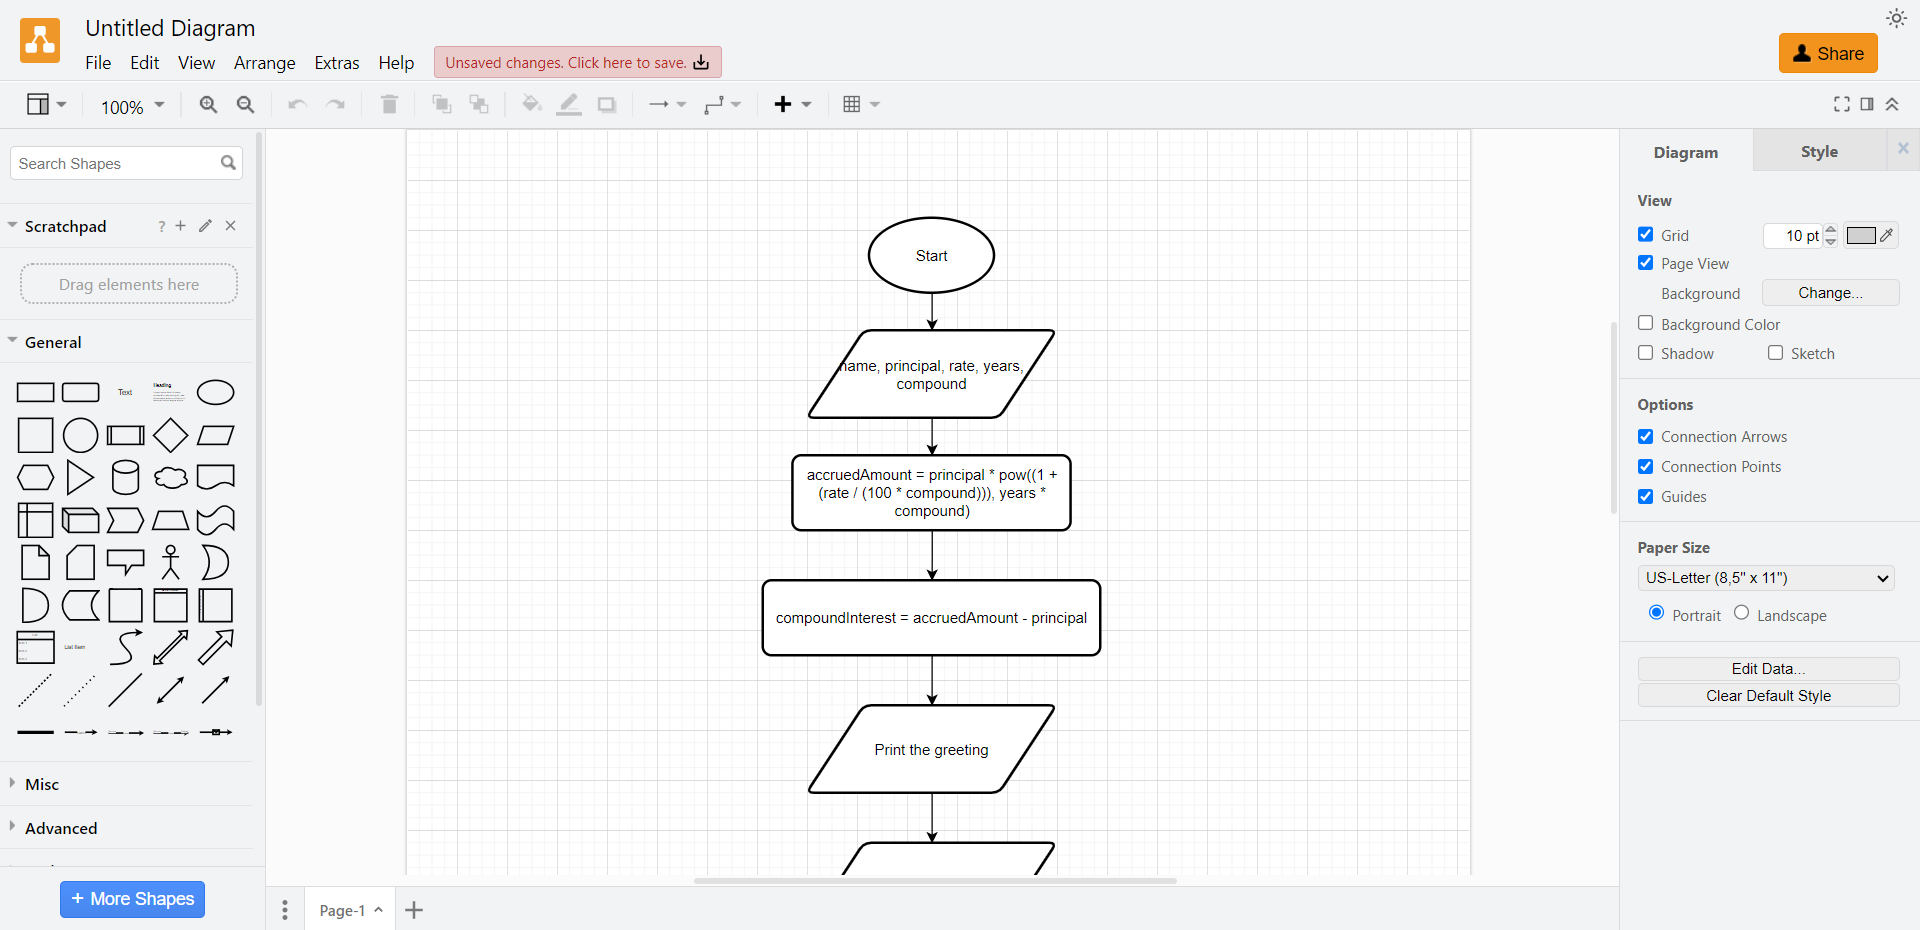 Untitled Diagram
File Edit View Arrange Extras Help Unsaved changes. Click here to save.
Share
100%
Search Shapes
Scratchpad ?
Drag elements here
General
Text
Heading
List Item
Misc
Advanced
+ More Shapes
Start
name, principal, rate, years,
compound
accruedAmount = principal * pow((1 +
(rate / (100 * compound))), years *
compound)
compoundInterest = accruedAmount - principal
Print the greeting
Page-1
Diagram Style
View
Grid 10 pt
Page View
Background Change...
Background Color
Shadow Sketch
Options
Connection Arrows
Connection Points
Guides
Paper Size
US-Letter (8,5" x 11")
Portrait Landscape
Edit Data...
Clear Default Style